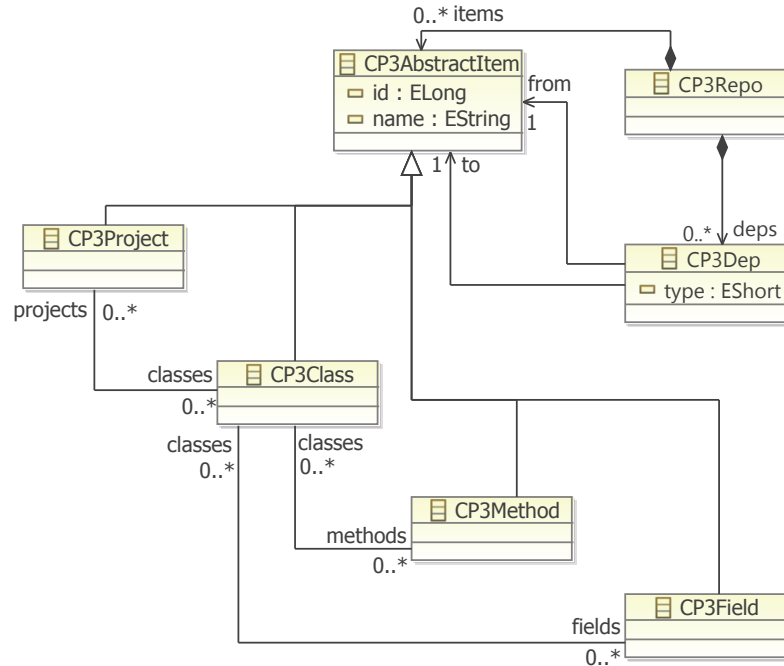 0..* items
CP3AbstractItem
id : ELong
name : EString
from
1
CP3Repo
1 to
0..* deps
CP3Project
CP3Dep
type : EShort
projects 0..*
classes
0..*
CP3Class
classes
0..*
classes
0..*
CP3Method
methods
0..*
CP3Field
fields
0..*